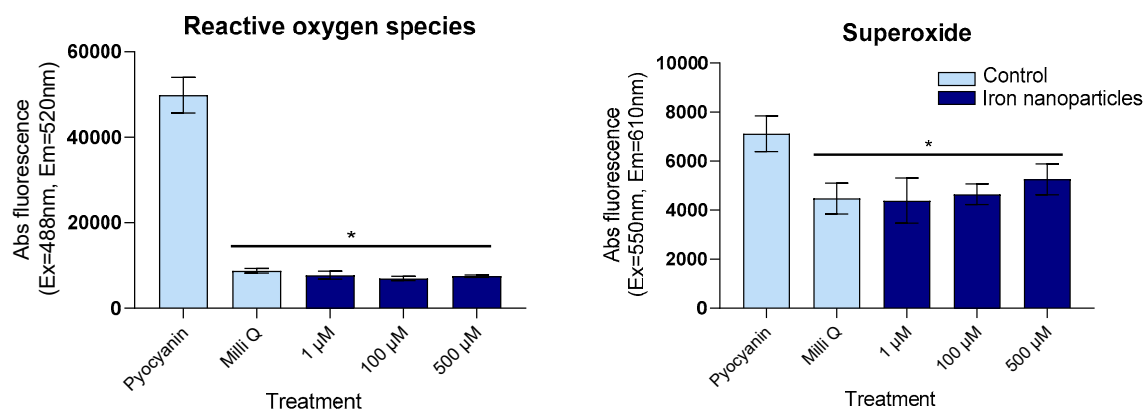 Reactive oxygen species
Abs fluorescence
(Ex=488nm, Em=520nm)
60000
40000
20000
0
*
Pyocyanin
Milli Q
1 µM
100 µM
500 µM
Treatment
Superoxide
Abs fluorescence
(Ex=550nm, Em=610nm)
10000
8000
6000
4000
2000
0
Control
Iron nanoparticles
*
Pyocyanin
Milli Q
1 µM
100 µM
500 µM
Treatment